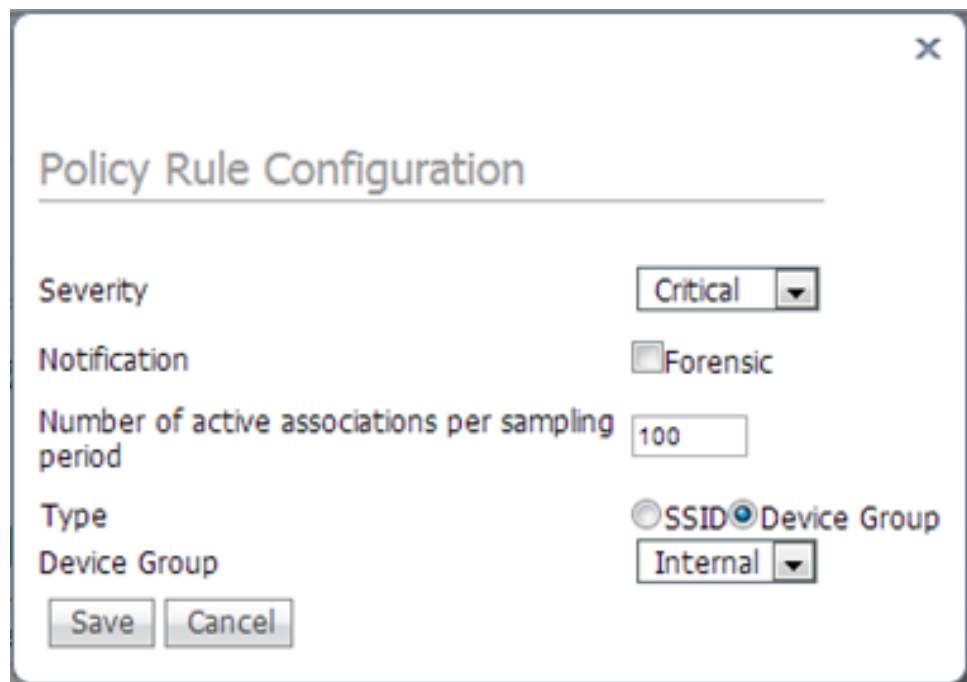 Policy Rule Configuration
Severity Critical
Notification Forensic
Number of active associations per sampling
period
100
Type SSID Device Group
Device Group Internal
Save Cancel